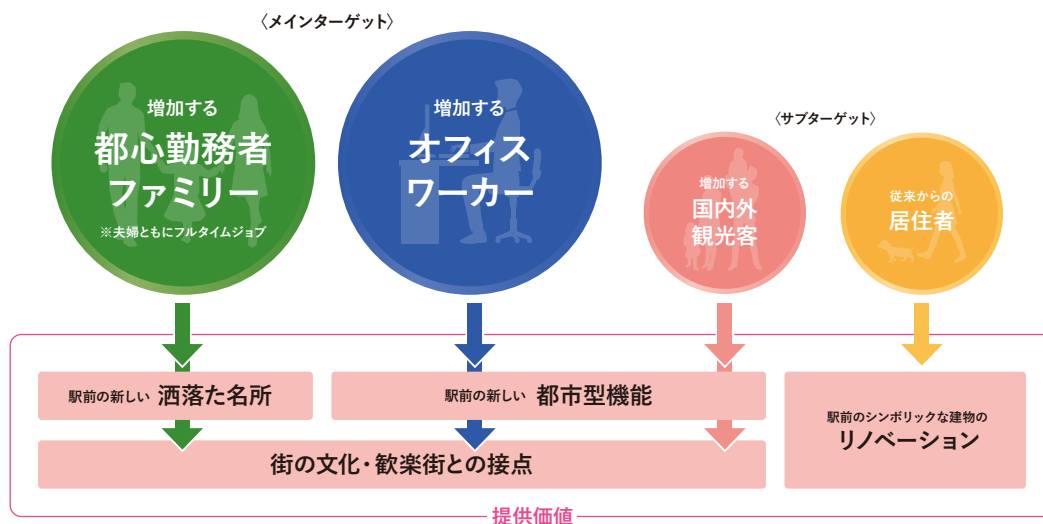 〈メインターゲット〉
増加する
都心勤務者
ファミリー
※夫婦ともにフルタイムジョブ
増加する
オフィス
ワーカー
〈サブターゲット〉
増加する
国内外
観光客
従来からの
居住者
駅前の新しい 洒落た名所
駅前の新しい 都市型機能
駅前のシンボリックな建物の
リノベーション
街の文化・歓楽街との接点
提供価値